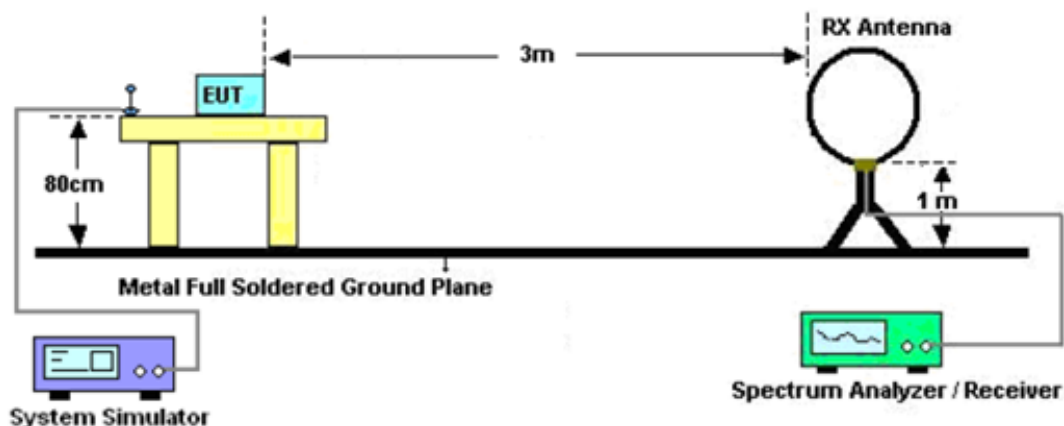 RX Antenna
3m
EUT
80cm
1 m
Metal Full Soldered Ground Plane
System Simulator
Spectrum Analyzer / Receiver